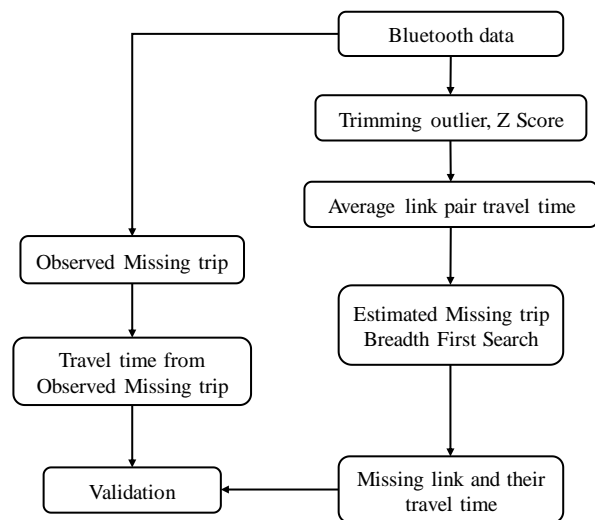 Bluetooth data
Trimming outlier, Z Score
Average link pair travel time
Observed Missing trip
Estimated Missing trip
Breadth First Search
Travel time from
Observed Missing trip
Validation
Missing link and their
travel time